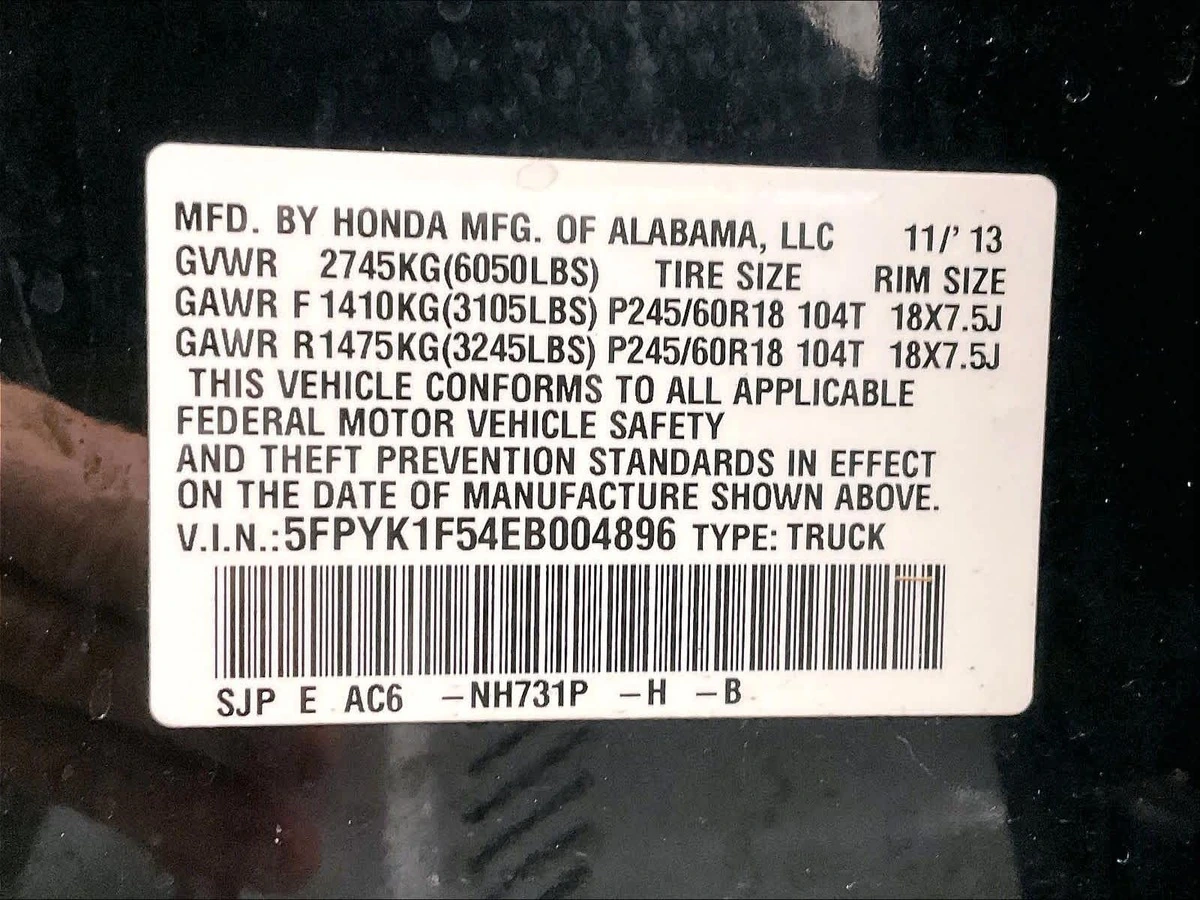 MFD. BY HONDA MFG. OF ALABAMA, LLC 11/' 13
GVWR 2745KG(6050LBS) TIRE SIZE RIM SIZE
GAWR F 1410KG(3105LBS) P245/60R18 104T 18X7.5J
GAWR R 1475KG(3245LBS) P245/60R18 104T 18X7.5J
THIS VEHICLE CONFORMS TO ALL APPLICABLE
FEDERAL MOTOR VEHICLE SAFETY
AND THEFT PREVENTION STANDARDS IN EFFECT
ON THE DATE OF MANUFACTURE SHOWN ABOVE.
V.I.N.:5FPYK1F54EB004896 TYPE: TRUCK
SJP E AC6 –NH731P –H –B